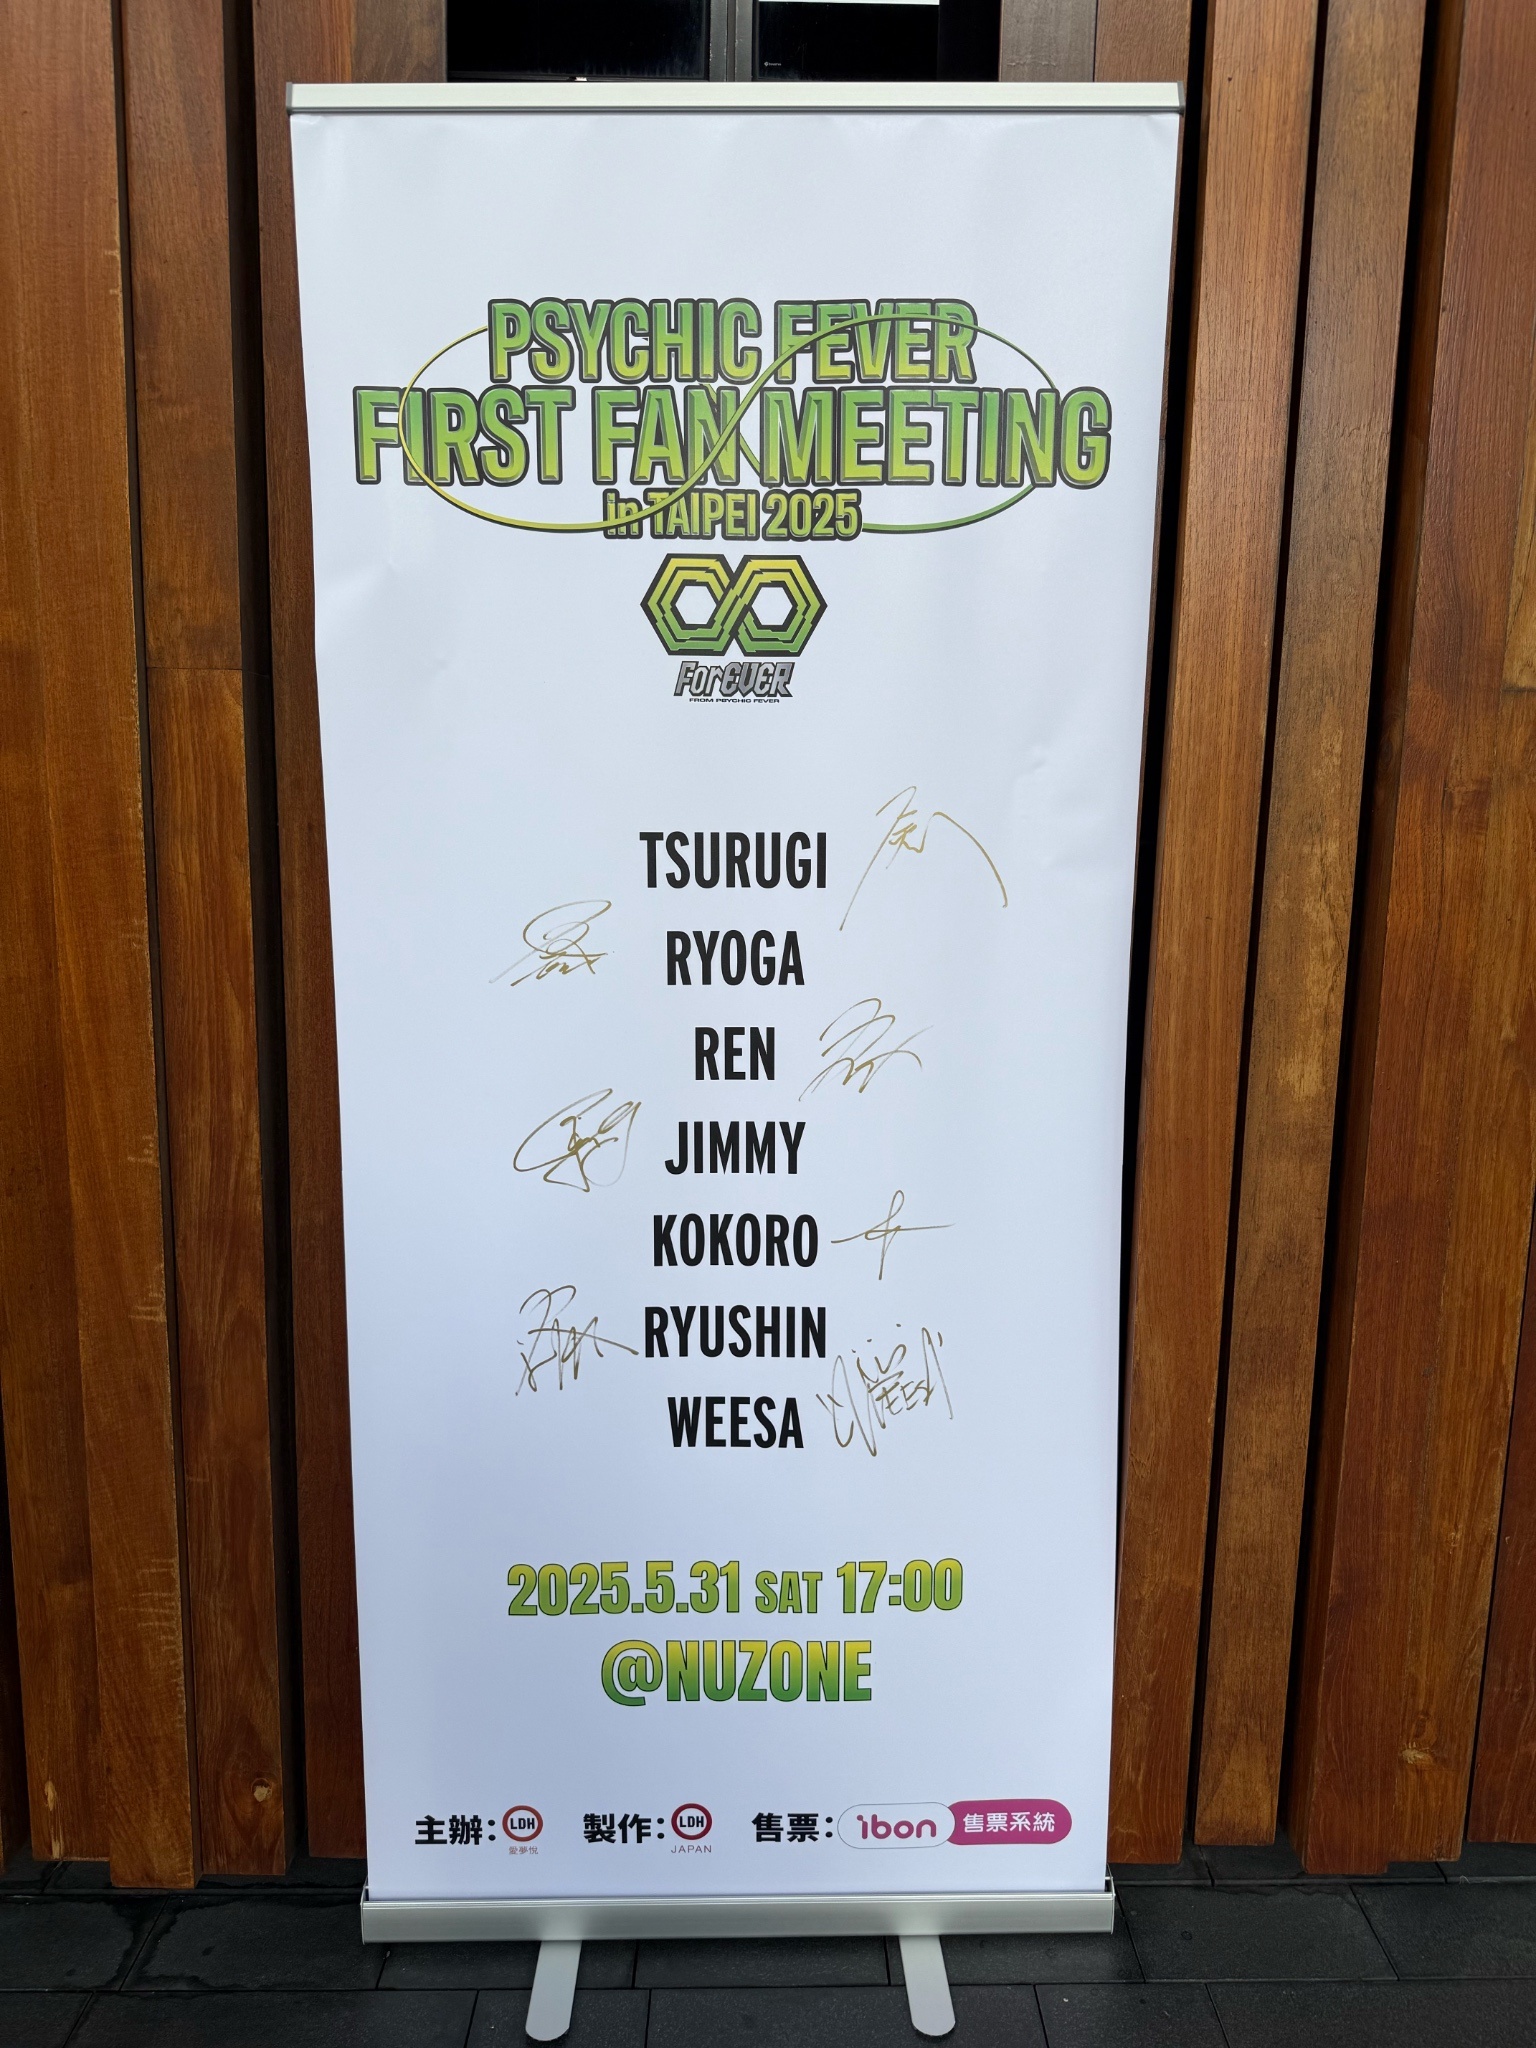 PSYCHIC FEVER
FIRST FAN MEETING
in TAIPEI 2025
ForEVER
FROM PSYCHIC FEVER
TSURUGI
RYOGA
REN
JIMMY
KOKORO
RYUSHIN
WEESA
WEESA
2025.5.31 SAT 17:00
@NUZONE
主辦：LDH 愛夢悅 製作：LDH JAPAN 售票：ibon 售票系統